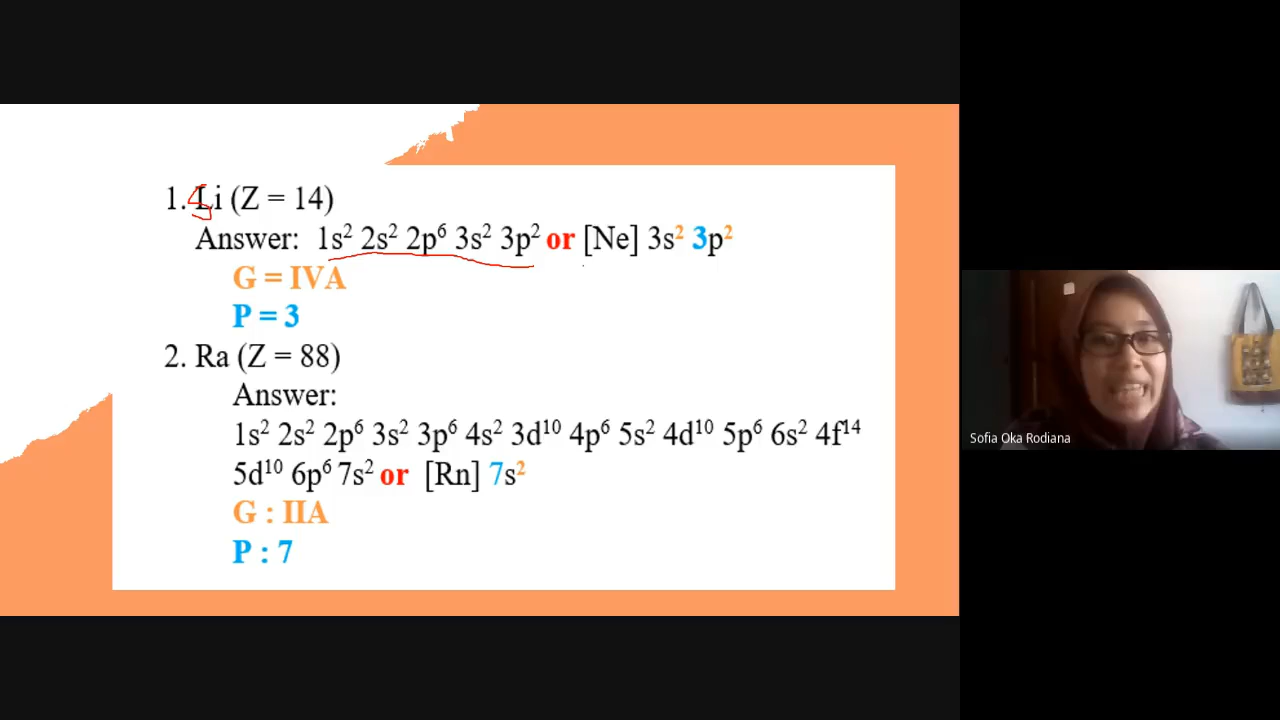 1. Li (Z = 14)
Answer: 1s² 2s² 2p⁶ 3s² 3p² or [Ne] 3s² 3p²
G = IVA
P = 3
2. Ra (Z = 88)
Answer:
1s² 2s² 2p⁶ 3s² 3p⁶ 4s² 3d¹⁰ 4p⁶ 5s² 4d¹⁰ 5p⁶ 6s² 4f¹⁴
5d¹⁰ 6p⁶ 7s² or [Rn] 7s²
G : IIA
P : 7
Sofia Oka Rodiana